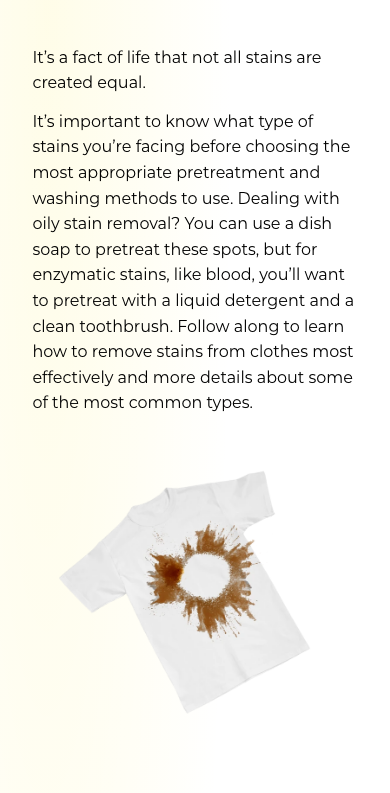 It’s a fact of life that not all stains are
created equal.
It’s important to know what type of
stains you’re facing before choosing the
most appropriate pretreatment and
washing methods to use. Dealing with
oily stain removal? You can use a dish
soap to pretreat these spots, but for
enzymatic stains, like blood, you’ll want
to pretreat with a liquid detergent and a
clean toothbrush. Follow along to learn
how to remove stains from clothes most
effectively and more details about some
of the most common types.